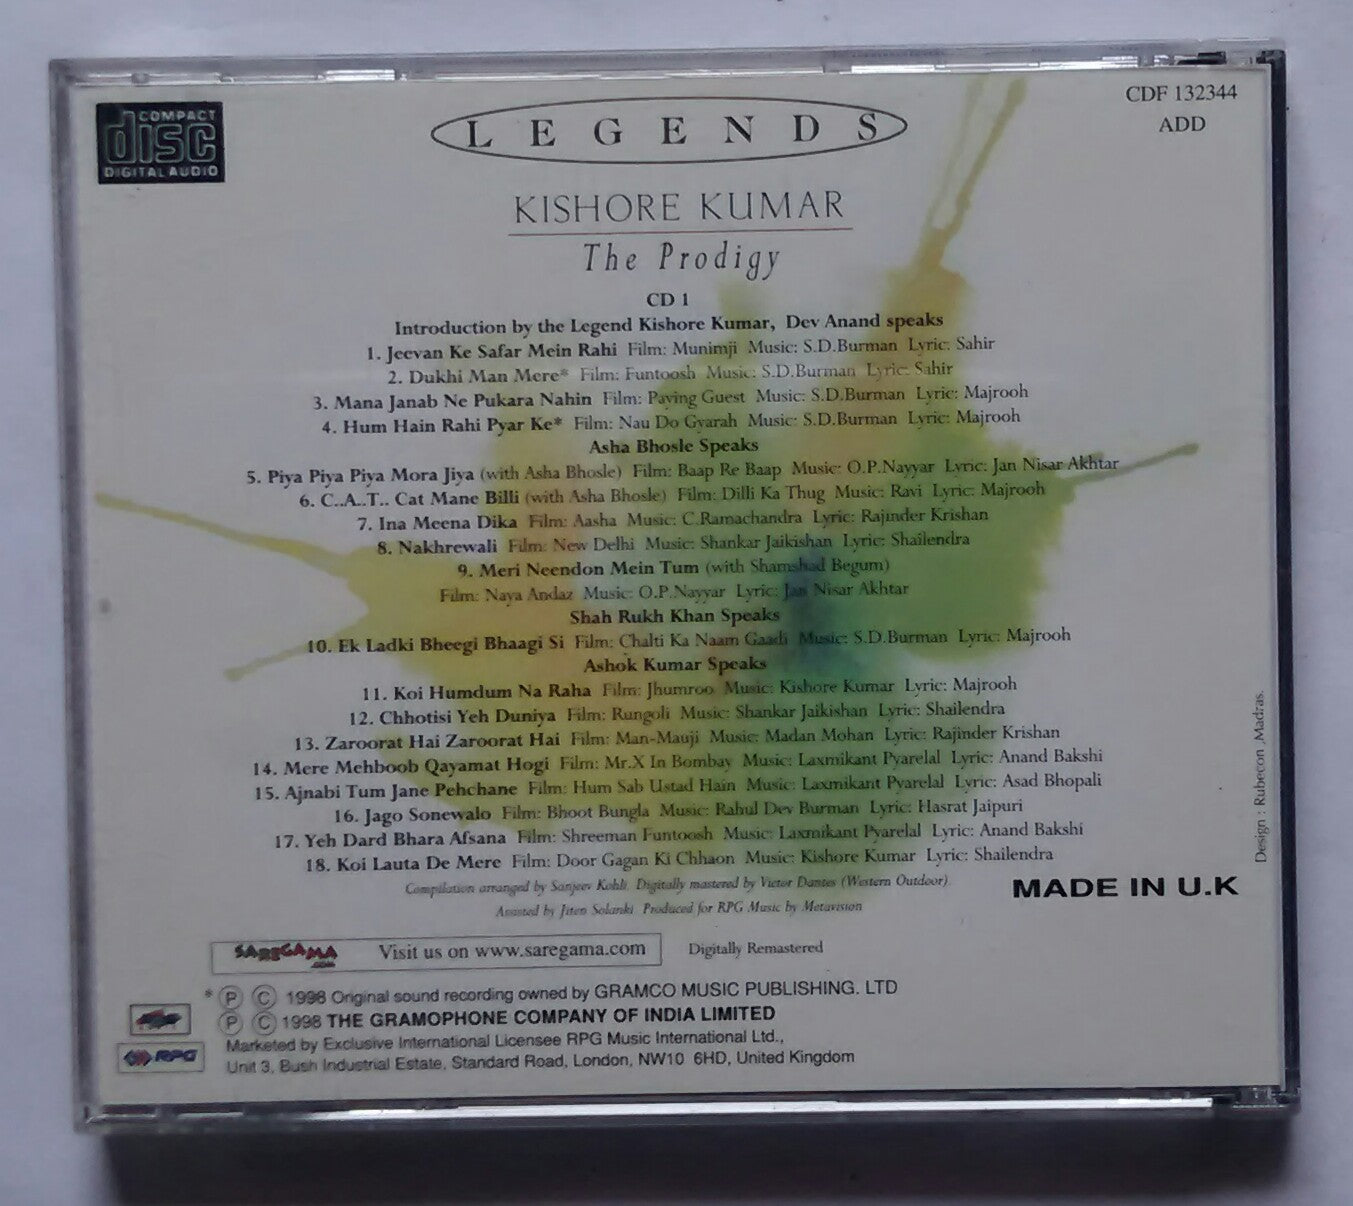 COMPACT
disc
DIGITAL AUDIO
LEGENDS
CDF 132344
ADD
KISHORE KUMAR
The Prodigy
CD 1
Introduction by the Legend Kishore Kumar, Dev Anand speaks
1. Jeevan Ke Safar Mein Rahi Film: Munimji Music: S.D.Burman Lyric: Sahir
2. Dukhi Man Mere* Film: Funtoosh Music: S.D.Burman Lyric: Sahir
3. Mana Janab Ne Pukara Nahin Film: Paying Guest Music: S.D.Burman Lyric: Majrooh
4. Hum Hain Rahi Pyar Ke* Film: Nau Do Gyarah Music: S.D.Burman Lyric: Majrooh
Asha Bhosle Speaks
5. Piya Piya Piya Mora Jiya (with Asha Bhosle) Film: Baap Re Baap Music: O.P.Nayyar Lyric: Jan Nisar Akhtar
6. C..A..T.. Cat Mane Billi (with Asha Bhosle) Film: Dilli Ka Thug Music: Ravi Lyric: Majrooh
7. Ina Meena Dika Film: Aasha Music: C.Ramachandra Lyric: Rajinder Krishan
8. Nakhrewali Film: New Delhi Music: Shankar Jaikishan Lyric: Shailendra
9. Meri Neendon Mein Tum (with Shamshad Begum)
Film: Naya Andaz Music: O.P.Nayyar Lyric: Jan Nisar Akhtar
Shah Rukh Khan Speaks
10. Ek Ladki Bheegi Bhaagi Si Film: Chalti Ka Naam Gaadi Music: S.D.Burman Lyric: Majrooh
Ashok Kumar Speaks
11. Koi Humdum Na Raha Film: Jhumroo Music: Kishore Kumar Lyric: Majrooh
12. Chhotisi Yeh Duniya Film: Rungoli Music: Shankar Jaikishan Lyric: Shailendra
13. Zaroorat Hai Zaroorat Hai Film: Man-Mauji Music: Madan Mohan Lyric: Rajinder Krishan
14. Mere Mehboob Qayamat Hogi Film: Mr.X In Bombay Music: Laxmikant Pyarelal Lyric: Anand Bakshi
15. Ajnabi Tum Jane Pehchane Film: Hum Sab Ustad Hain Music: Laxmikant Pyarelal Lyric: Asad Bhopali
16. Jago Sonewalo Film: Bhoot Bungla Music: Rahul Dev Burman Lyric: Hasrat Jaipuri
17. Yeh Dard Bhara Afsana Film: Shreeman Funtoosh Music: Laxmikant Pyarelal Lyric: Anand Bakshi
18. Koi Lauta De Mere Film: Door Gagan Ki Chhaon Music: Kishore Kumar Lyric: Shailendra
Compilation arranged by Sanjeev Kohli. Digitally mastered by Victor Dantes (Western Outdoor)
Assisted by Jiten Solanki Produced for RPG Music by Metavision
MADE IN U.K
Design : Rubecon ,Madras.
SAREGAMA.com
Visit us on www.saregama.com
Digitally Remastered
* Ⓟ Ⓒ 1998 Original sound recording owned by GRAMCO MUSIC PUBLISHING. LTD
Ⓟ Ⓒ 1998 THE GRAMOPHONE COMPANY OF INDIA LIMITED
RPG
Marketed by Exclusive International Licensee RPG Music International Ltd.,
Unit 3, Bush Industrial Estate, Standard Road, London, NW10 6HD, United Kingdom